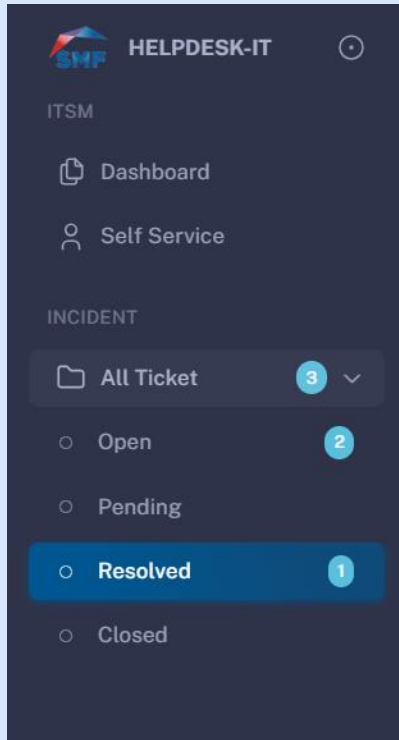 SMF HELPDESK-IT
ITSM
Dashboard
Self Service
INCIDENT
All Ticket 3
Open 2
Pending
Resolved 1
Closed